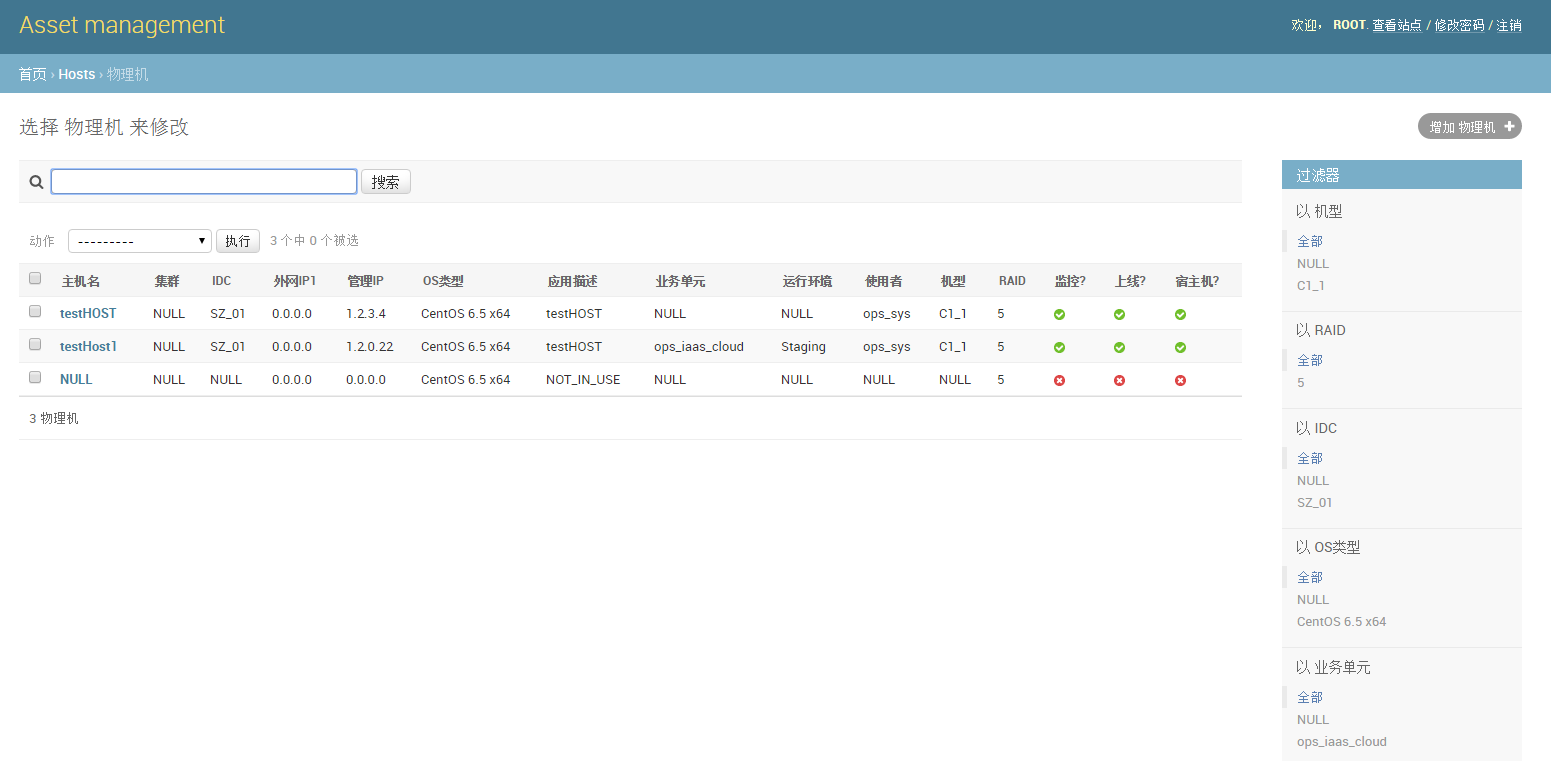 Asset management
欢迎， ROOT. 查看站点 / 修改密码 / 注销
首页 › Hosts › 物理机
选择 物理机 来修改
增加 物理机 +
搜索
动作 --------- 执行 3 个中 0 个被选
主机名 集群 IDC 外网IP1 管理IP OS类型 应用描述 业务单元 运行环境 使用者 机型 RAID 监控? 上线? 宿主机?
testHOST NULL SZ_01 0.0.0.0 1.2.3.4 CentOS 6.5 x64 testHOST NULL NULL ops_sys C1_1 5
testHost1 NULL SZ_01 0.0.0.0 1.2.0.22 CentOS 6.5 x64 testHOST ops_iaas_cloud Staging ops_sys C1_1 5
NULL NULL NULL 0.0.0.0 0.0.0.0 CentOS 6.5 x64 NOT_IN_USE NULL NULL NULL NULL 5
3 物理机
过滤器
以 机型
全部
NULL
C1_1
以 RAID
全部
5
以 IDC
全部
NULL
SZ_01
以 OS类型
全部
NULL
CentOS 6.5 x64
以 业务单元
全部
NULL
ops_iaas_cloud